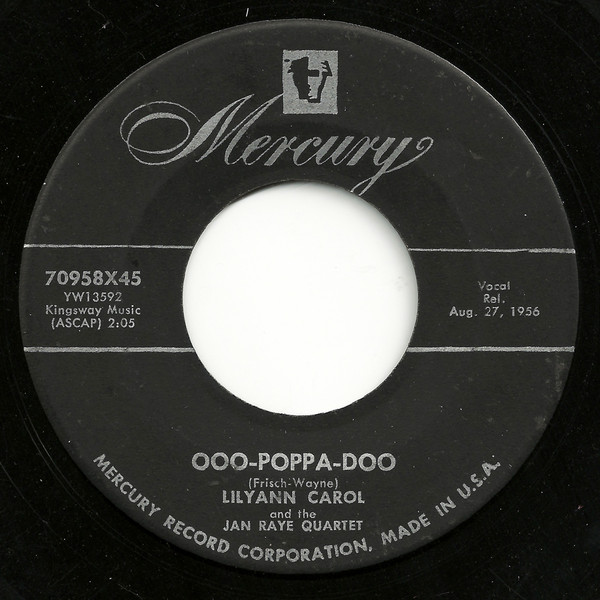 Mercury
70958X45
YW13592
Kingsway Music
(ASCAP) 2:05
Vocal
Rel.
Aug. 27, 1956
OOO-POPPA-DOO
(Frisch-Wayne)
LILYANN CAROL
and the
JAN RAYE QUARTET
MERCURY RECORD CORPORATION, MADE IN U.S.A.